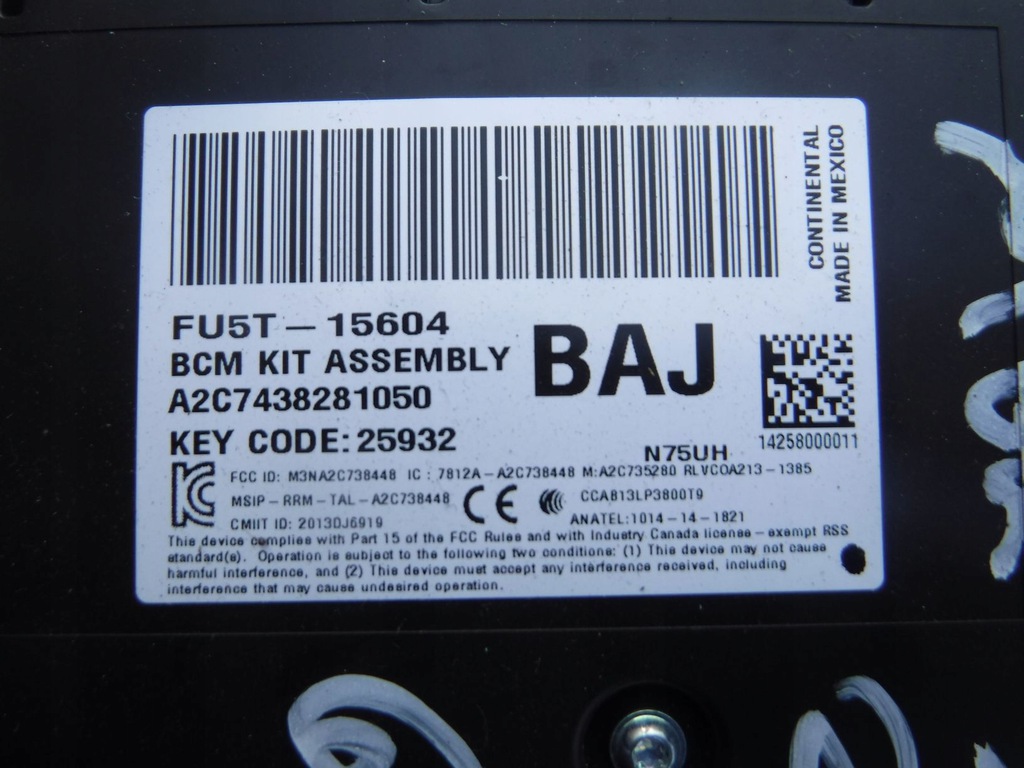 CONTINENTAL
MADE IN MEXICO
FU5T-15604
BCM KIT ASSEMBLY
BAJ
A2C7438281050
KEY CODE: 25932
N75UH
14258000011
FCC ID: M3NA2C738448 IC: 7812A-A2C738448 M:A2C735280 RLVCOA213-1385
MSIP-RRM-TAL-A2C738448
CE
CCAB13LP3800T9
CMIIT ID: 2013DJ6919
ANATEL:1014-14-1821
This device complies with Part 15 of the FCC Rules and with Industry Canada license-exempt RSS
standard(s). Operation is subject to the following two conditions: (1) This device may not cause
harmful interference, and (2) This device must accept any interference received, including
interference that may cause undesired operation.